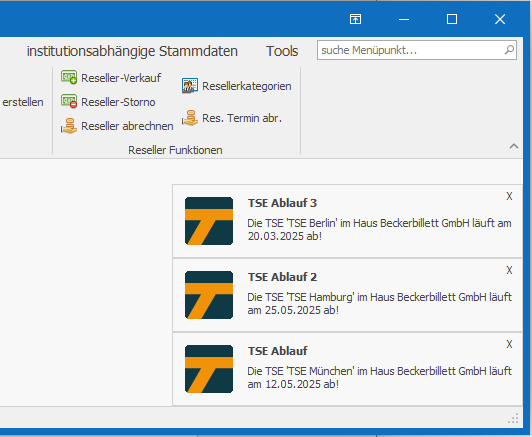 institutionsabhängige Stammdaten Tools suche Menüpunkt...
Reseller-Verkauf
Resellerkategorien
erstellen Reseller-Storno
Res. Termin abr.
Reseller abrechnen
Reseller Funktionen
TSE Ablauf 3 X
Die TSE 'TSE Berlin' im Haus Beckerbillett GmbH läuft am
20.03.2025 ab!
TSE Ablauf 2 X
Die TSE 'TSE Hamburg' im Haus Beckerbillett GmbH läuft
am 25.05.2025 ab!
TSE Ablauf X
Die TSE 'TSE München' im Haus Beckerbillett GmbH läuft
am 12.05.2025 ab!